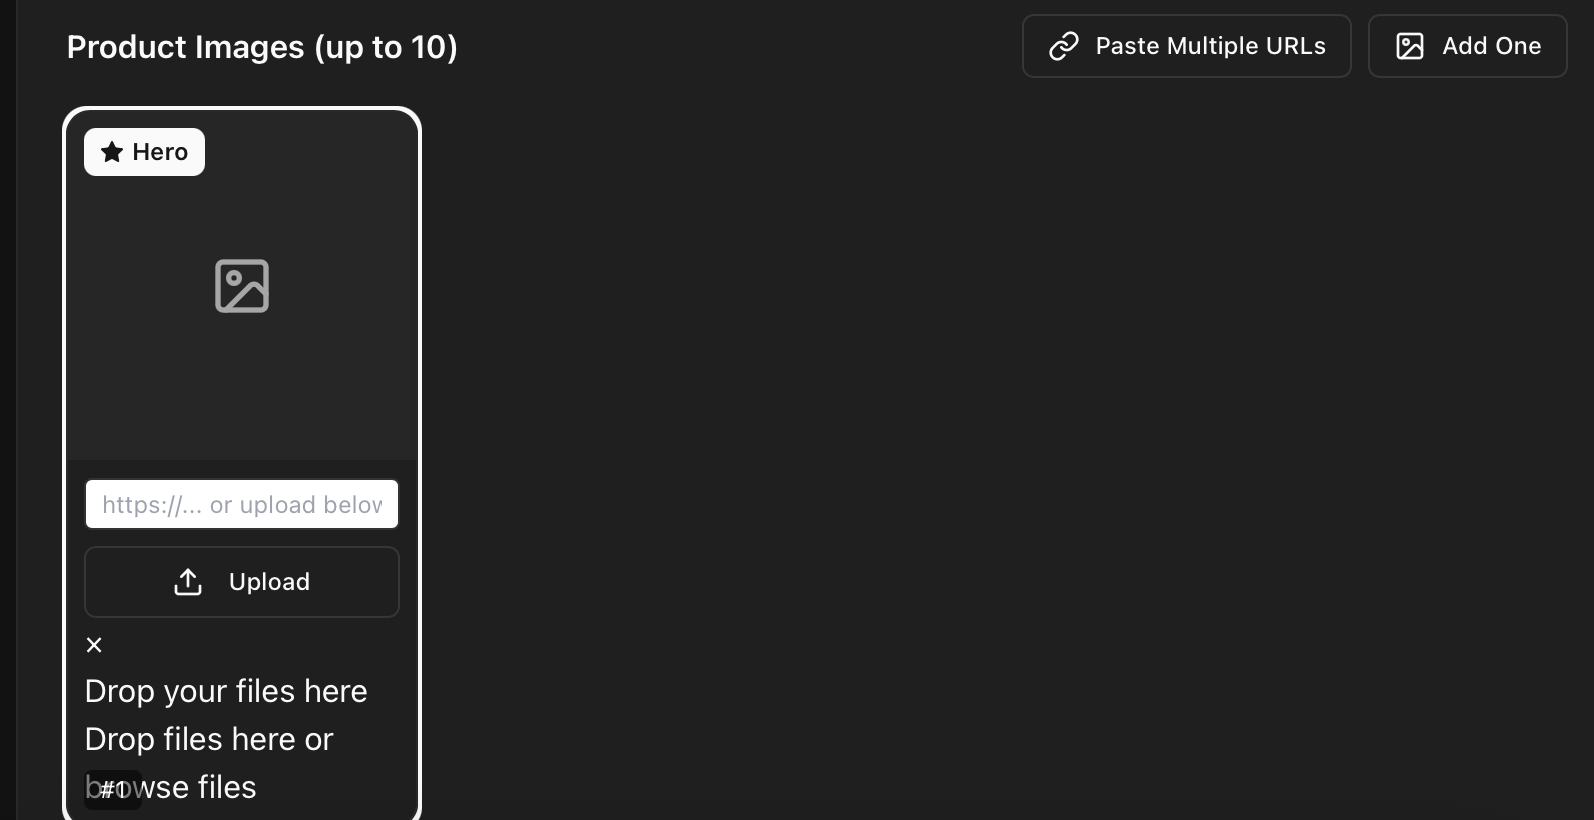 Product Images (up to 10)
Paste Multiple URLs
Add One
Hero
https://... or upload below
Upload
×
Drop your files here
Drop files here or
browse files
#1